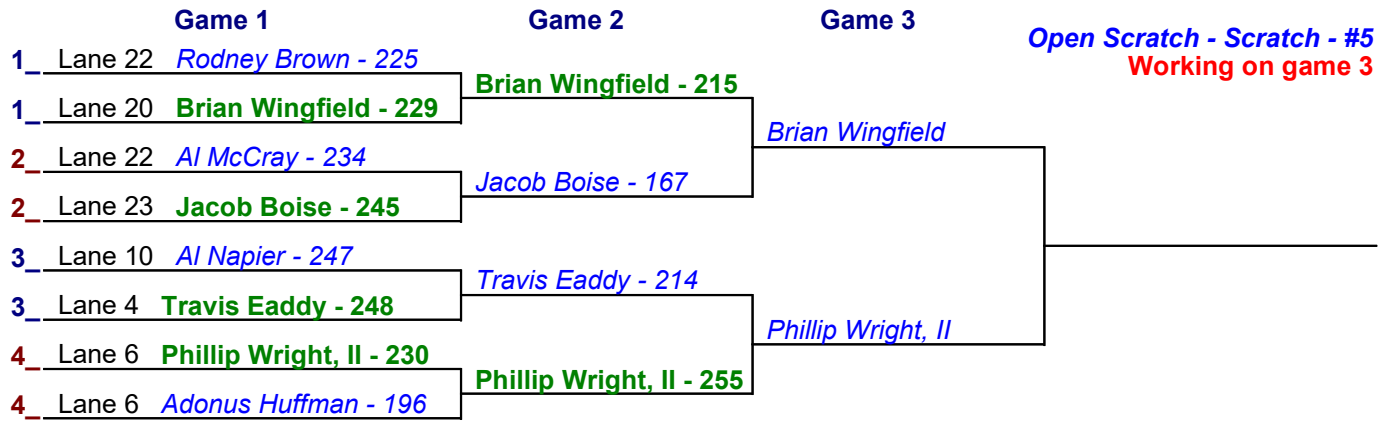 Game 1 Game 2 Game 3
Open Scratch - Scratch - #5
Working on game 3
1_ Lane 22 Rodney Brown - 225
Brian Wingfield - 215
1_ Lane 20 Brian Wingfield - 229
Brian Wingfield
2_ Lane 22 Al McCray - 234
Jacob Boise - 167
2_ Lane 23 Jacob Boise - 245
3_ Lane 10 Al Napier - 247
Travis Eaddy - 214
3_ Lane 4 Travis Eaddy - 248
Phillip Wright, II
4_ Lane 6 Phillip Wright, II - 230
Phillip Wright, II - 255
4_ Lane 6 Adonus Huffman - 196